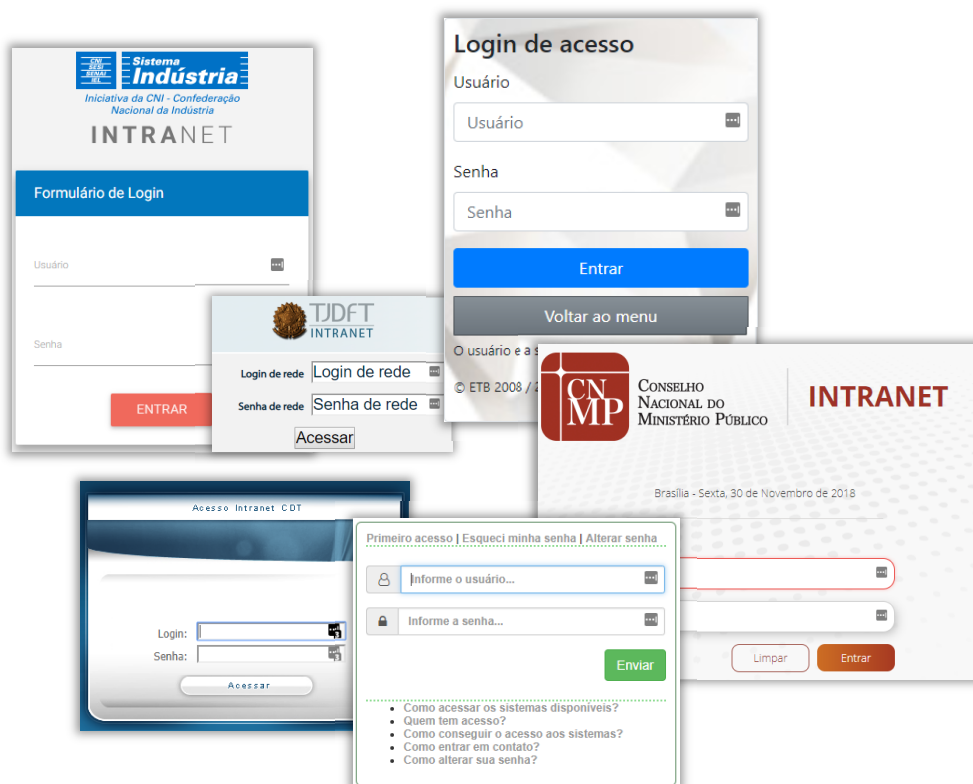 CNI
SESI
SENAI
IEL
Sistema
Indústria
Iniciativa da CNI - Confederação
Nacional da Indústria
INTRANET
Formulário de Login
Usuário
Senha
ENTRAR
Login de acesso
Usuário
Usuário
Senha
Senha
Entrar
Voltar ao menu
O usuário e a
© ETB 2008 /
TJDFT
INTRANET
Login de rede Login de rede
Senha de rede Senha de rede
Acessar
CN
MP
Conselho
Nacional do
Ministério Público
INTRANET
Brasília - Sexta, 30 de Novembro de 2018
Limpar Entrar
Acesso Intranet CDT
Login:
Senha:
Acessar
Primeiro acesso | Esqueci minha senha | Alterar senha
Informe o usuário...
Informe a senha...
Enviar
Como acessar os sistemas disponíveis?
Quem tem acesso?
Como conseguir o acesso aos sistemas?
Como entrar em contato?
Como alterar sua senha?